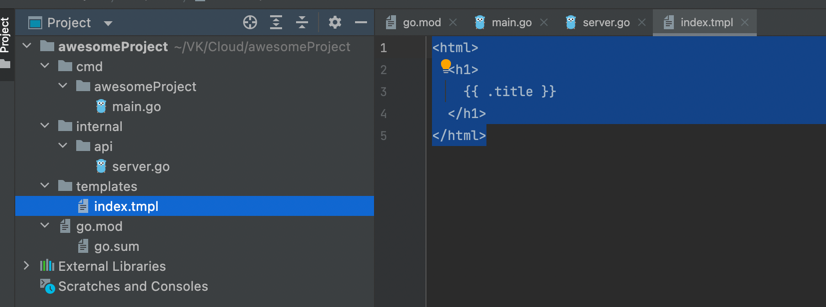 Project
Project
go.mod
main.go
server.go
index.tmpl
awesomeProject ~/VK/Cloud/awesomeProject
cmd
awesomeProject
main.go
internal
api
server.go
templates
index.tmpl
go.mod
go.sum
External Libraries
Scratches and Consoles
1 <html>
2 <h1>
3 {{ .title }}
4 </h1>
5 </html>